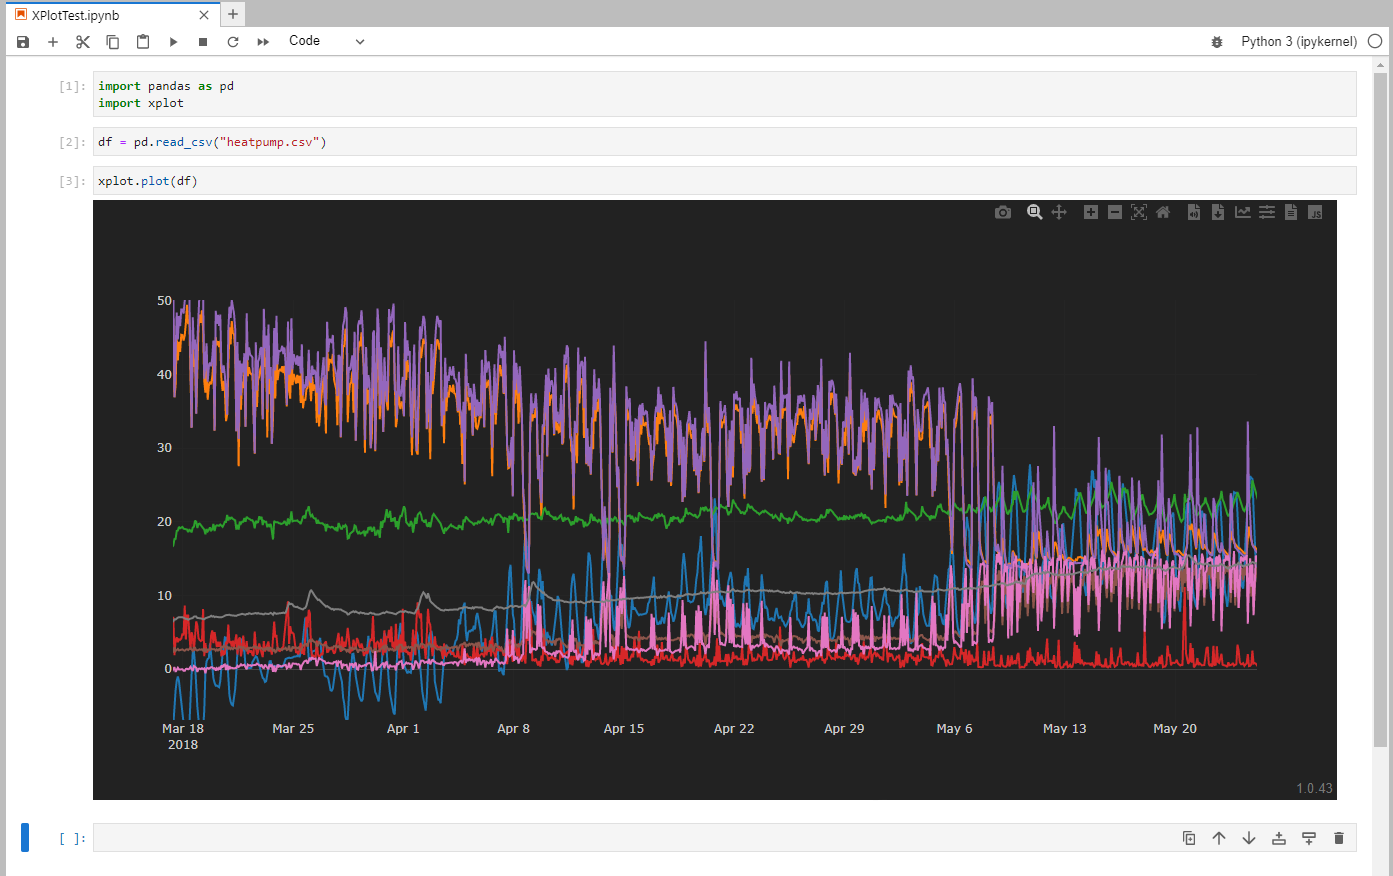 XPlotTest.ipynb
Code
Python 3 (ipykernel)
[1]:
import pandas as pd
import xplot
[2]:
df = pd.read_csv("heatpump.csv")
[3]:
xplot.plot(df)
JS
50
40
30
20
10
0
Mar 18
2018
Mar 25
Apr 1
Apr 8
Apr 15
Apr 22
Apr 29
May 6
May 13
May 20
1.0.43
[ ]: